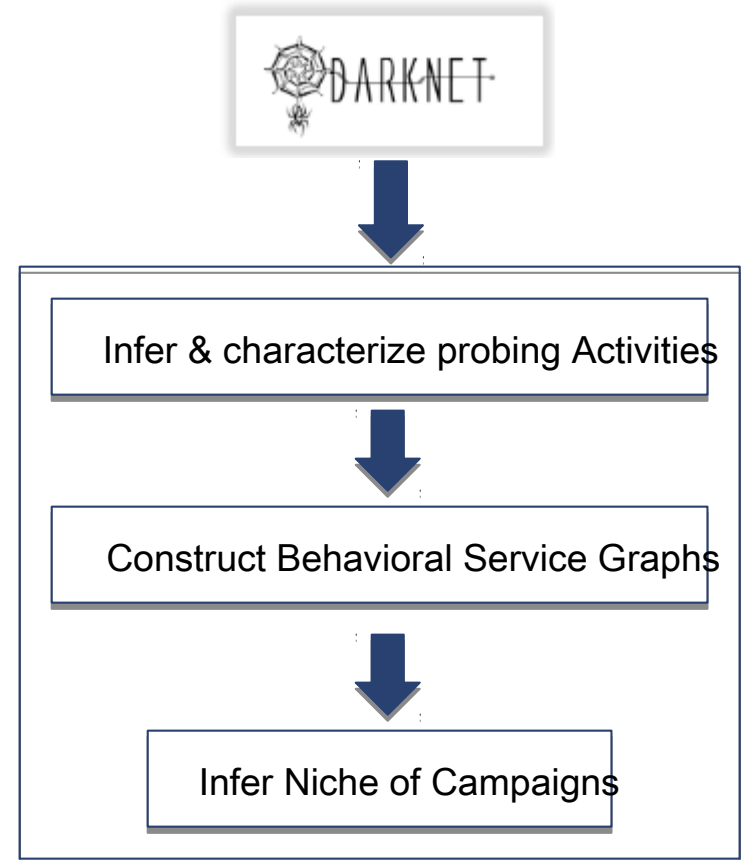 DARKNET
Infer & characterize probing Activities
Construct Behavioral Service Graphs
Infer Niche of Campaigns